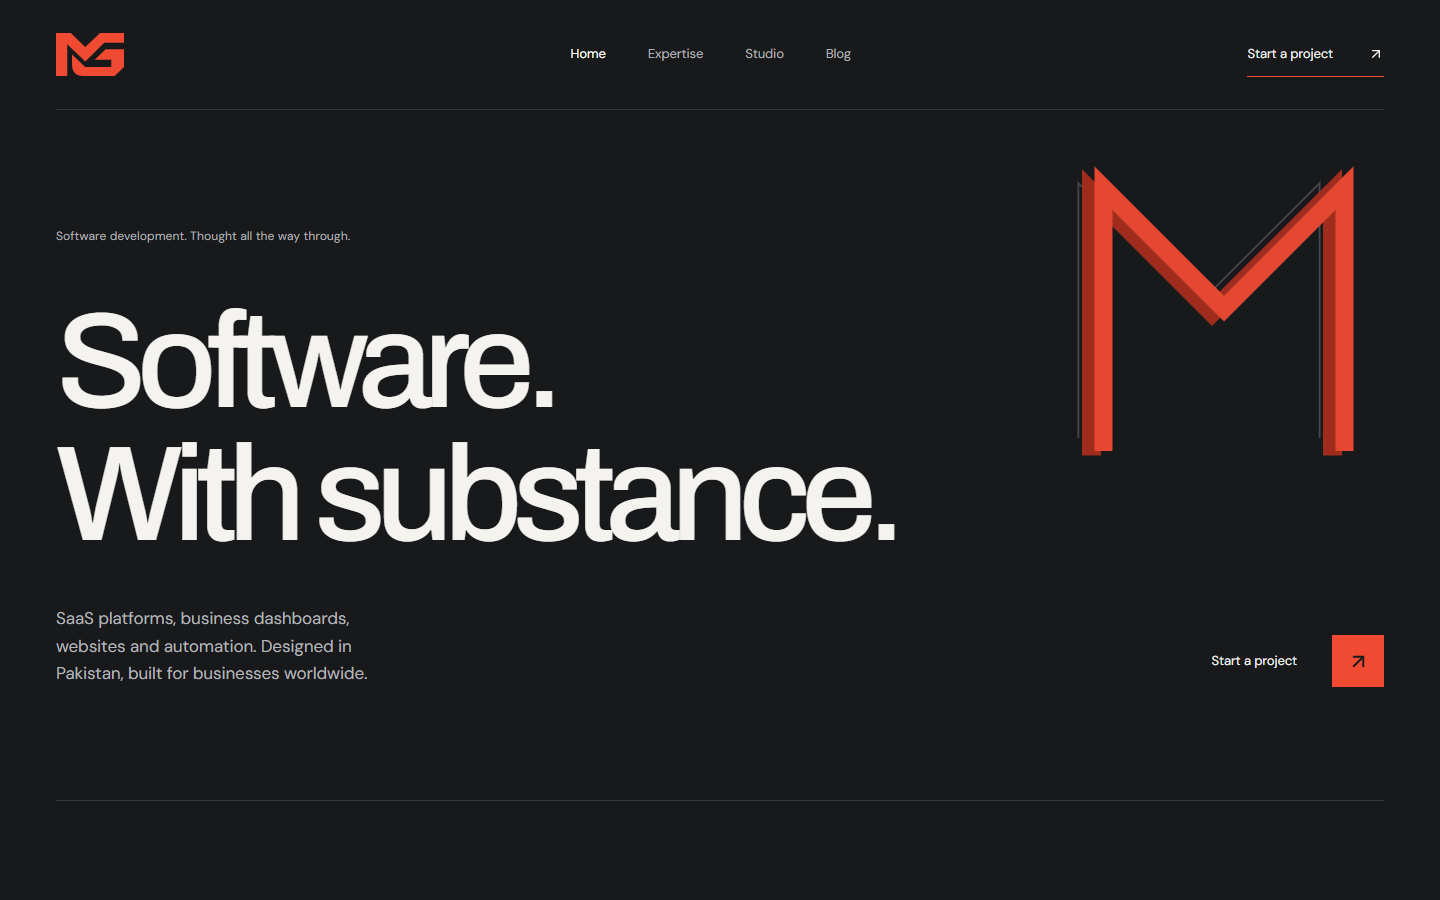 MG
Home
Expertise
Studio
Blog
Start a project
Software development. Thought all the way through.
M
Software.
With substance.
SaaS platforms, business dashboards,
websites and automation. Designed in
Pakistan, built for businesses worldwide.
Start a project